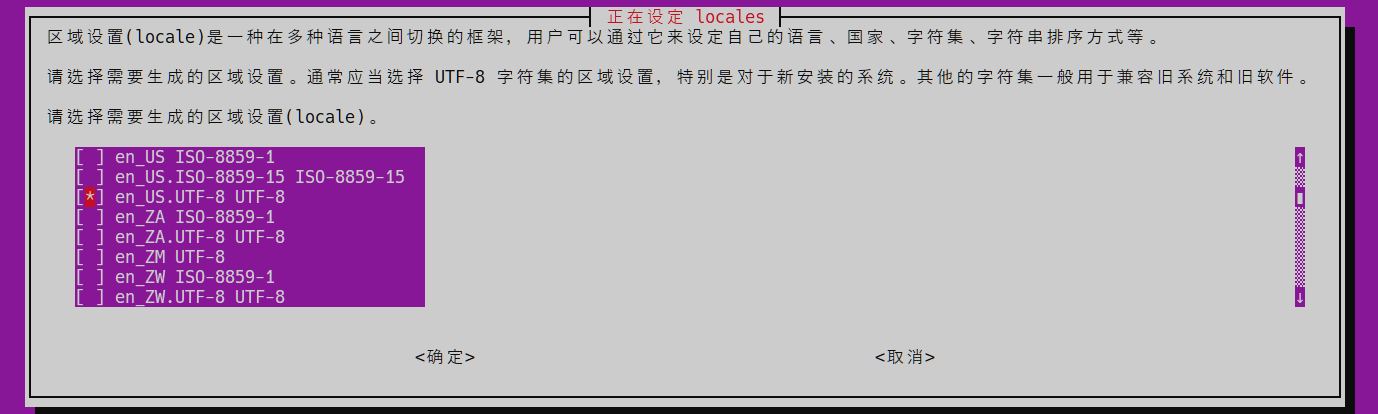 正在设定 locales
区域设置(locale)是一种在多种语言之间切换的框架，用户可以通过它来设定自己的语言、国家、字符集、字符串排序方式等。
请选择需要生成的区域设置。通常应当选择 UTF-8 字符集的区域设置，特别是对于新安装的系统。其他的字符集一般用于兼容旧系统和旧软件。
请选择需要生成的区域设置(locale)。
[ ] en_US ISO-8859-1
[ ] en_US.ISO-8859-15 ISO-8859-15
[*] en_US.UTF-8 UTF-8
[ ] en_ZA ISO-8859-1
[ ] en_ZA.UTF-8 UTF-8
[ ] en_ZM UTF-8
[ ] en_ZW ISO-8859-1
[ ] en_ZW.UTF-8 UTF-8
<确定> <取消>